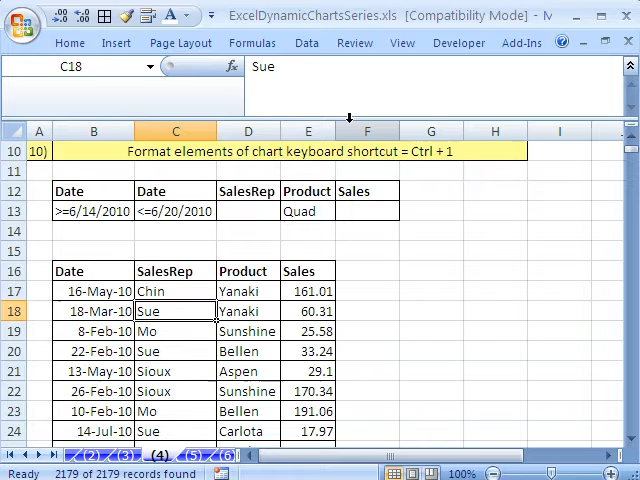 ExcelDynamicChartsSeries.xls [Compatibility Mode] - M
Home Insert Page Layout Formulas Data Review View Developer Add-Ins
C18 fx Sue
A B C D E F G H I
10 10) Format elements of chart keyboard shortcut = Ctrl + 1
11
12 Date Date SalesRep Product Sales
13 >=6/14/2010 <=6/20/2010 Quad
14
15
16 Date SalesRep Product Sales
17 16-May-10 Chin Yanaki 161.01
18 18-Mar-10 Sue Yanaki 60.31
19 8-Feb-10 Mo Sunshine 25.58
20 22-Feb-10 Sue Bellen 33.24
21 13-May-10 Sioux Aspen 29.1
22 26-Feb-10 Sioux Sunshine 170.34
23 10-Feb-10 Mo Bellen 191.06
24 14-Jul-10 Sue Carlota 17.97
(2) (3) (4) (5) (6
Ready 2179 of 2179 records found 100%